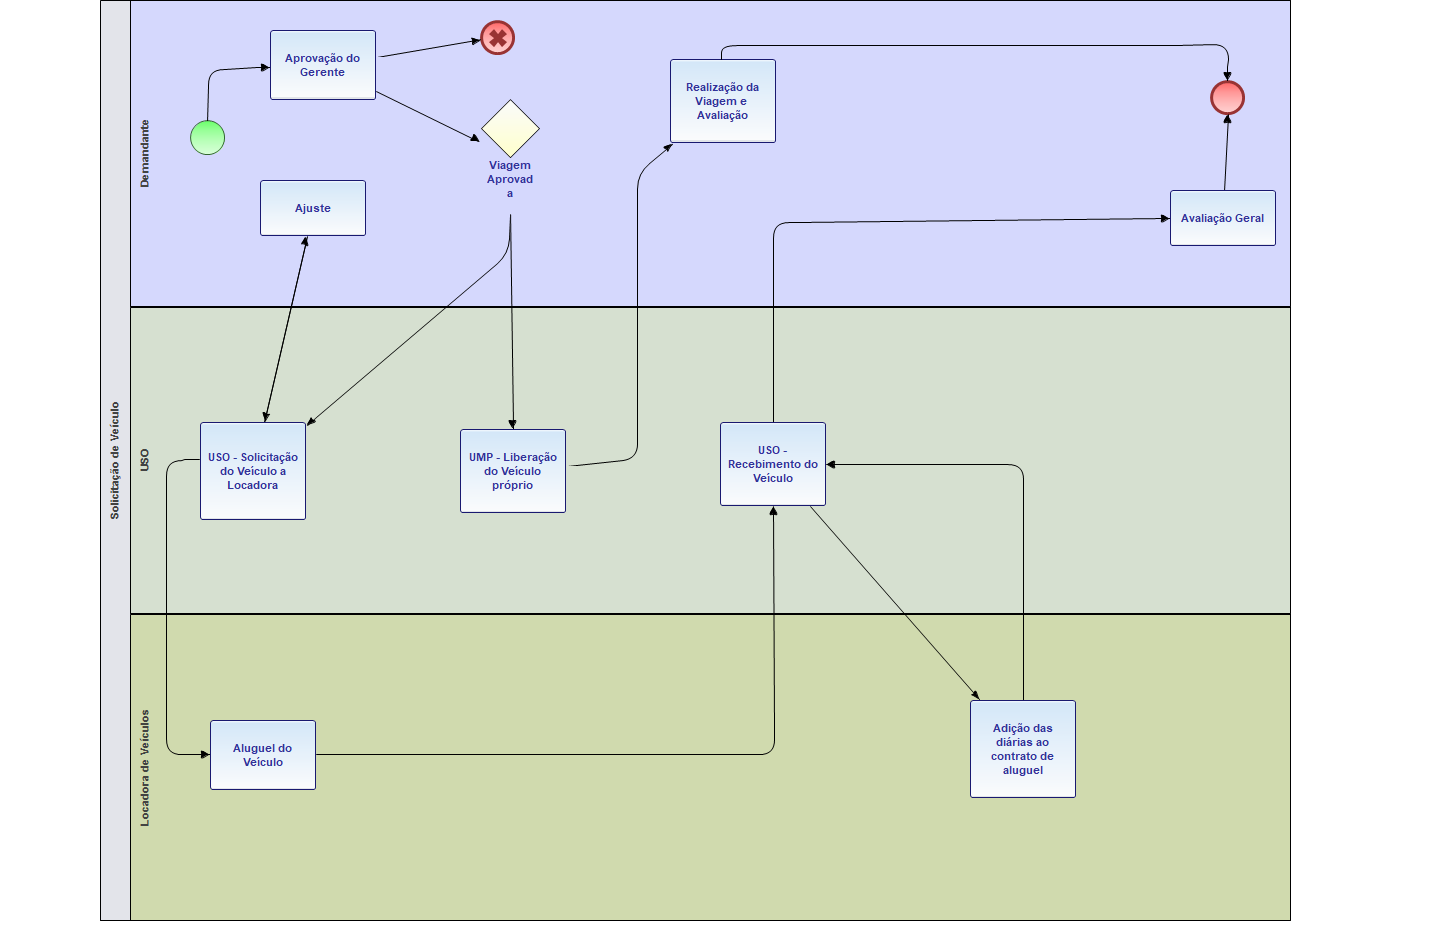 Solicitação de Veículo
Demandante
Aprovação do
Gerente
Viagem
Aprovad
a
Ajuste
Realização da
Viagem e
Avaliação
Avaliação Geral
USO
USO - Solicitação
do Veículo a
Locadora
UMP - Liberação
do Veículo
próprio
USO -
Recebimento do
Veículo
Locadora de Veículos
Aluguel do
Veículo
Adição das
diárias ao
contrato de
aluguel